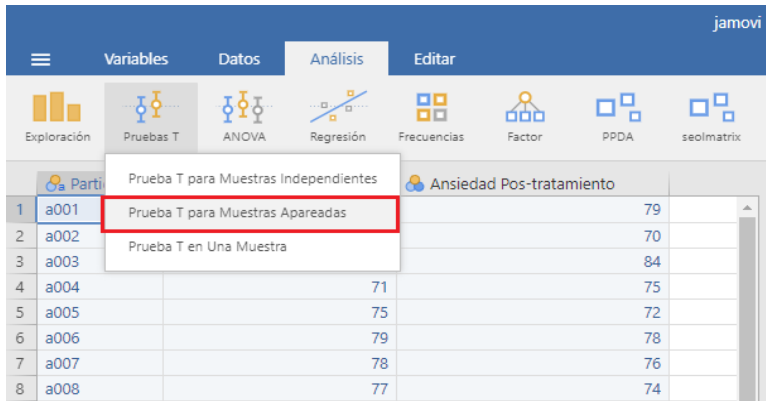 jamovi
Variables Datos Análisis Editar
Exploración Pruebas T ANOVA Regresión Frecuencias Factor PPDA seolmatrix
Prueba T para Muestras Independientes
Prueba T para Muestras Apareadas
Prueba T en Una Muestra
Parti Ansiedad Pos-tratamiento
1 a001 79
2 a002 70
3 a003 84
4 a004 71 75
5 a005 75 72
6 a006 79 78
7 a007 78 76
8 a008 77 74